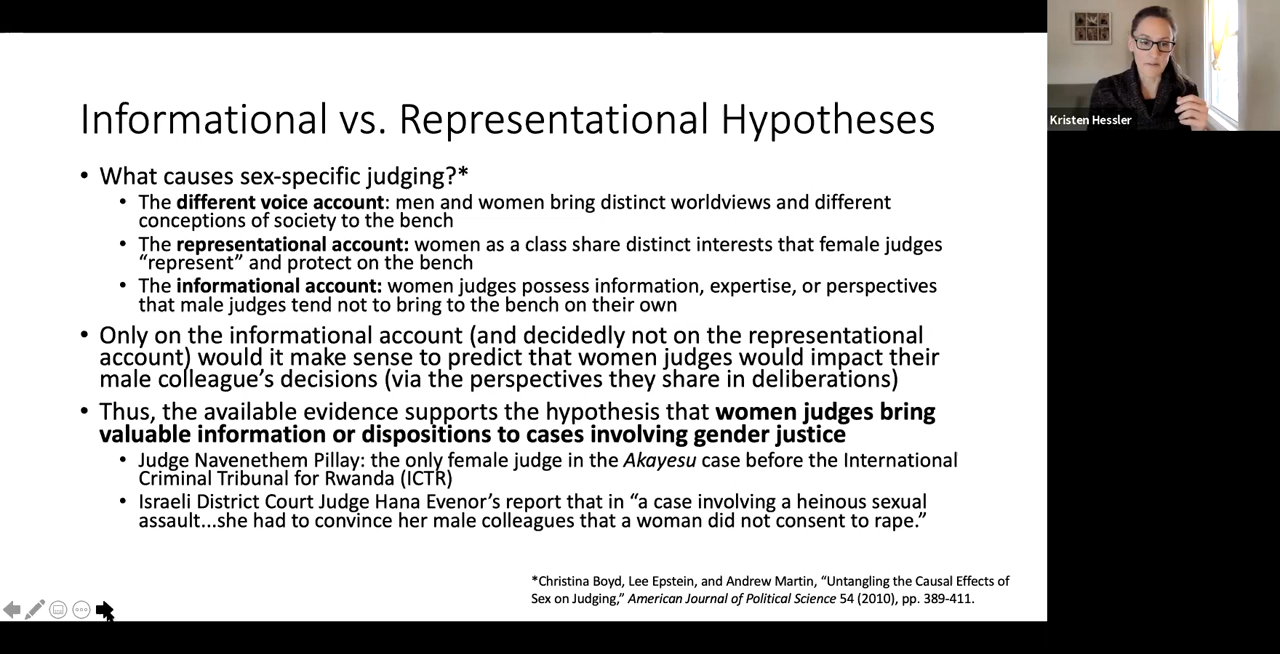 Informational vs. Representational Hypotheses
• What causes sex-specific judging?*
• The different voice account: men and women bring distinct worldviews and different
conceptions of society to the bench
• The representational account: women as a class share distinct interests that female judges
“represent” and protect on the bench
• The informational account: women judges possess information, expertise, or perspectives
that male judges tend not to bring to the bench on their own
• Only on the informational account (and decidedly not on the representational
account) would it make sense to predict that women judges would impact their
male colleague’s decisions (via the perspectives they share in deliberations)
• Thus, the available evidence supports the hypothesis that women judges bring
valuable information or dispositions to cases involving gender justice
• Judge Navenethem Pillay: the only female judge in the Akayesu case before the International
Criminal Tribunal for Rwanda (ICTR)
• Israeli District Court Judge Hana Evenor’s report that in “a case involving a heinous sexual
assault...she had to convince her male colleagues that a woman did not consent to rape.”
*Christina Boyd, Lee Epstein, and Andrew Martin, “Untangling the Causal Effects of
Sex on Judging,” American Journal of Political Science 54 (2010), pp. 389-411.
Kristen Hessler